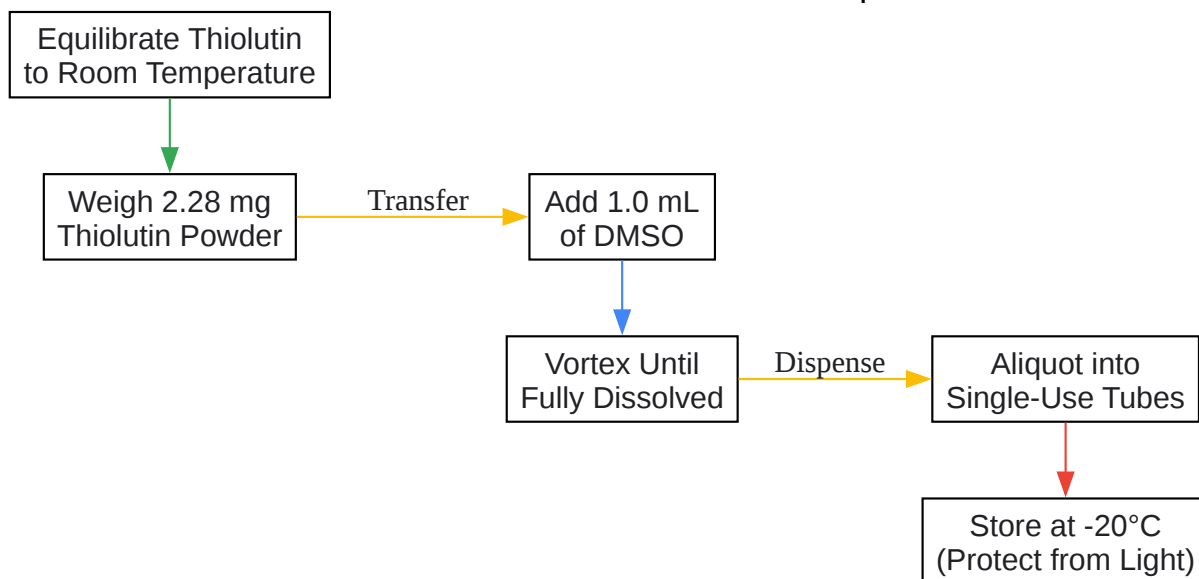 Equilibrate Thiolutin
to Room Temperature
Weigh 2.28 mg
Thiolutin Powder
Transfer
Add 1.0 mL
of DMSO
Vortex Until
Fully Dissolved
Dispense
Aliquot into
Single-Use Tubes
Store at -20°C
(Protect from Light)